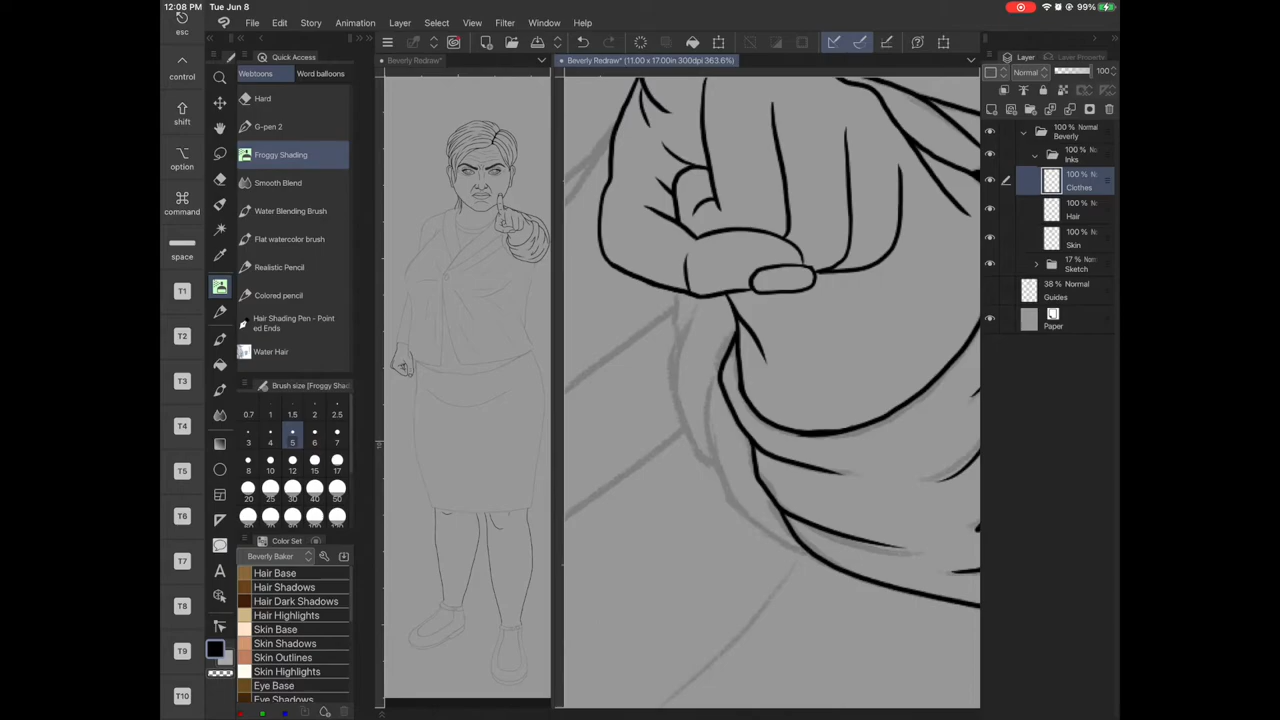 12:08 PM Tue Jun 8
99%
esc
File Edit Story Animation Layer Select View Filter Window Help
control
Quick Access
Beverly Redraw*
Beverly Redraw* (11.00 x 17.00in 300dpi 363.6%)
Layer
Layer Property
Webtoons
Word balloons
Normal
100
shift
Hard
G-pen 2
100 % Normal
Beverly
Froggy Shading
100 %
Inks
option
Smooth Blend
100 %
Clothes
command
Water Blending Brush
100 %
Hair
Flat watercolor brush
100 %
Skin
space
Realistic Pencil
17 %
Sketch
T1
Colored pencil
38 % Normal
Guides
T2
Hair Shading Pen - Point
ed Ends
Paper
Water Hair
T3
Brush size [Froggy Shad
0.7 1 1.5 2 2.5
T4
3 4 5 6 7
T5
8 10 12 15 17
20 25 30 40 50
T6
Color Set
Beverly Baker
T7
Hair Base
Hair Shadows
Hair Dark Shadows
T8
Hair Highlights
Skin Base
Skin Shadows
T9
Skin Outlines
Skin Highlights
Eye Base
T10
Eye Shadows